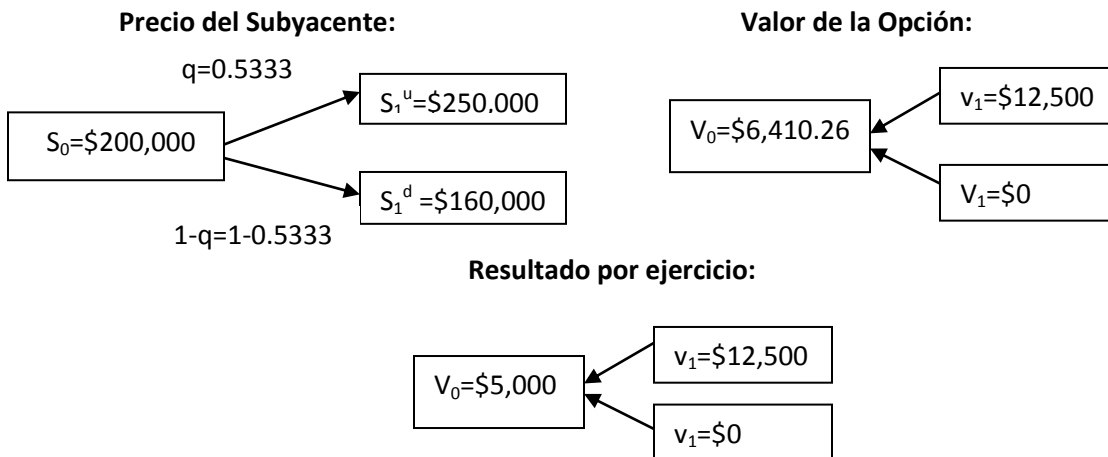 Precio del Subyacente:
Valor de la Opción:
q=0.5333
S₁ᵘ=$250,000
S₀=$200,000
S₁ᵈ =$160,000
1-q=1-0.5333
v₁=$12,500
V₀=$6,410.26
V₁=$0
Resultado por ejercicio:
v₁=$12,500
V₀=$5,000
v₁=$0